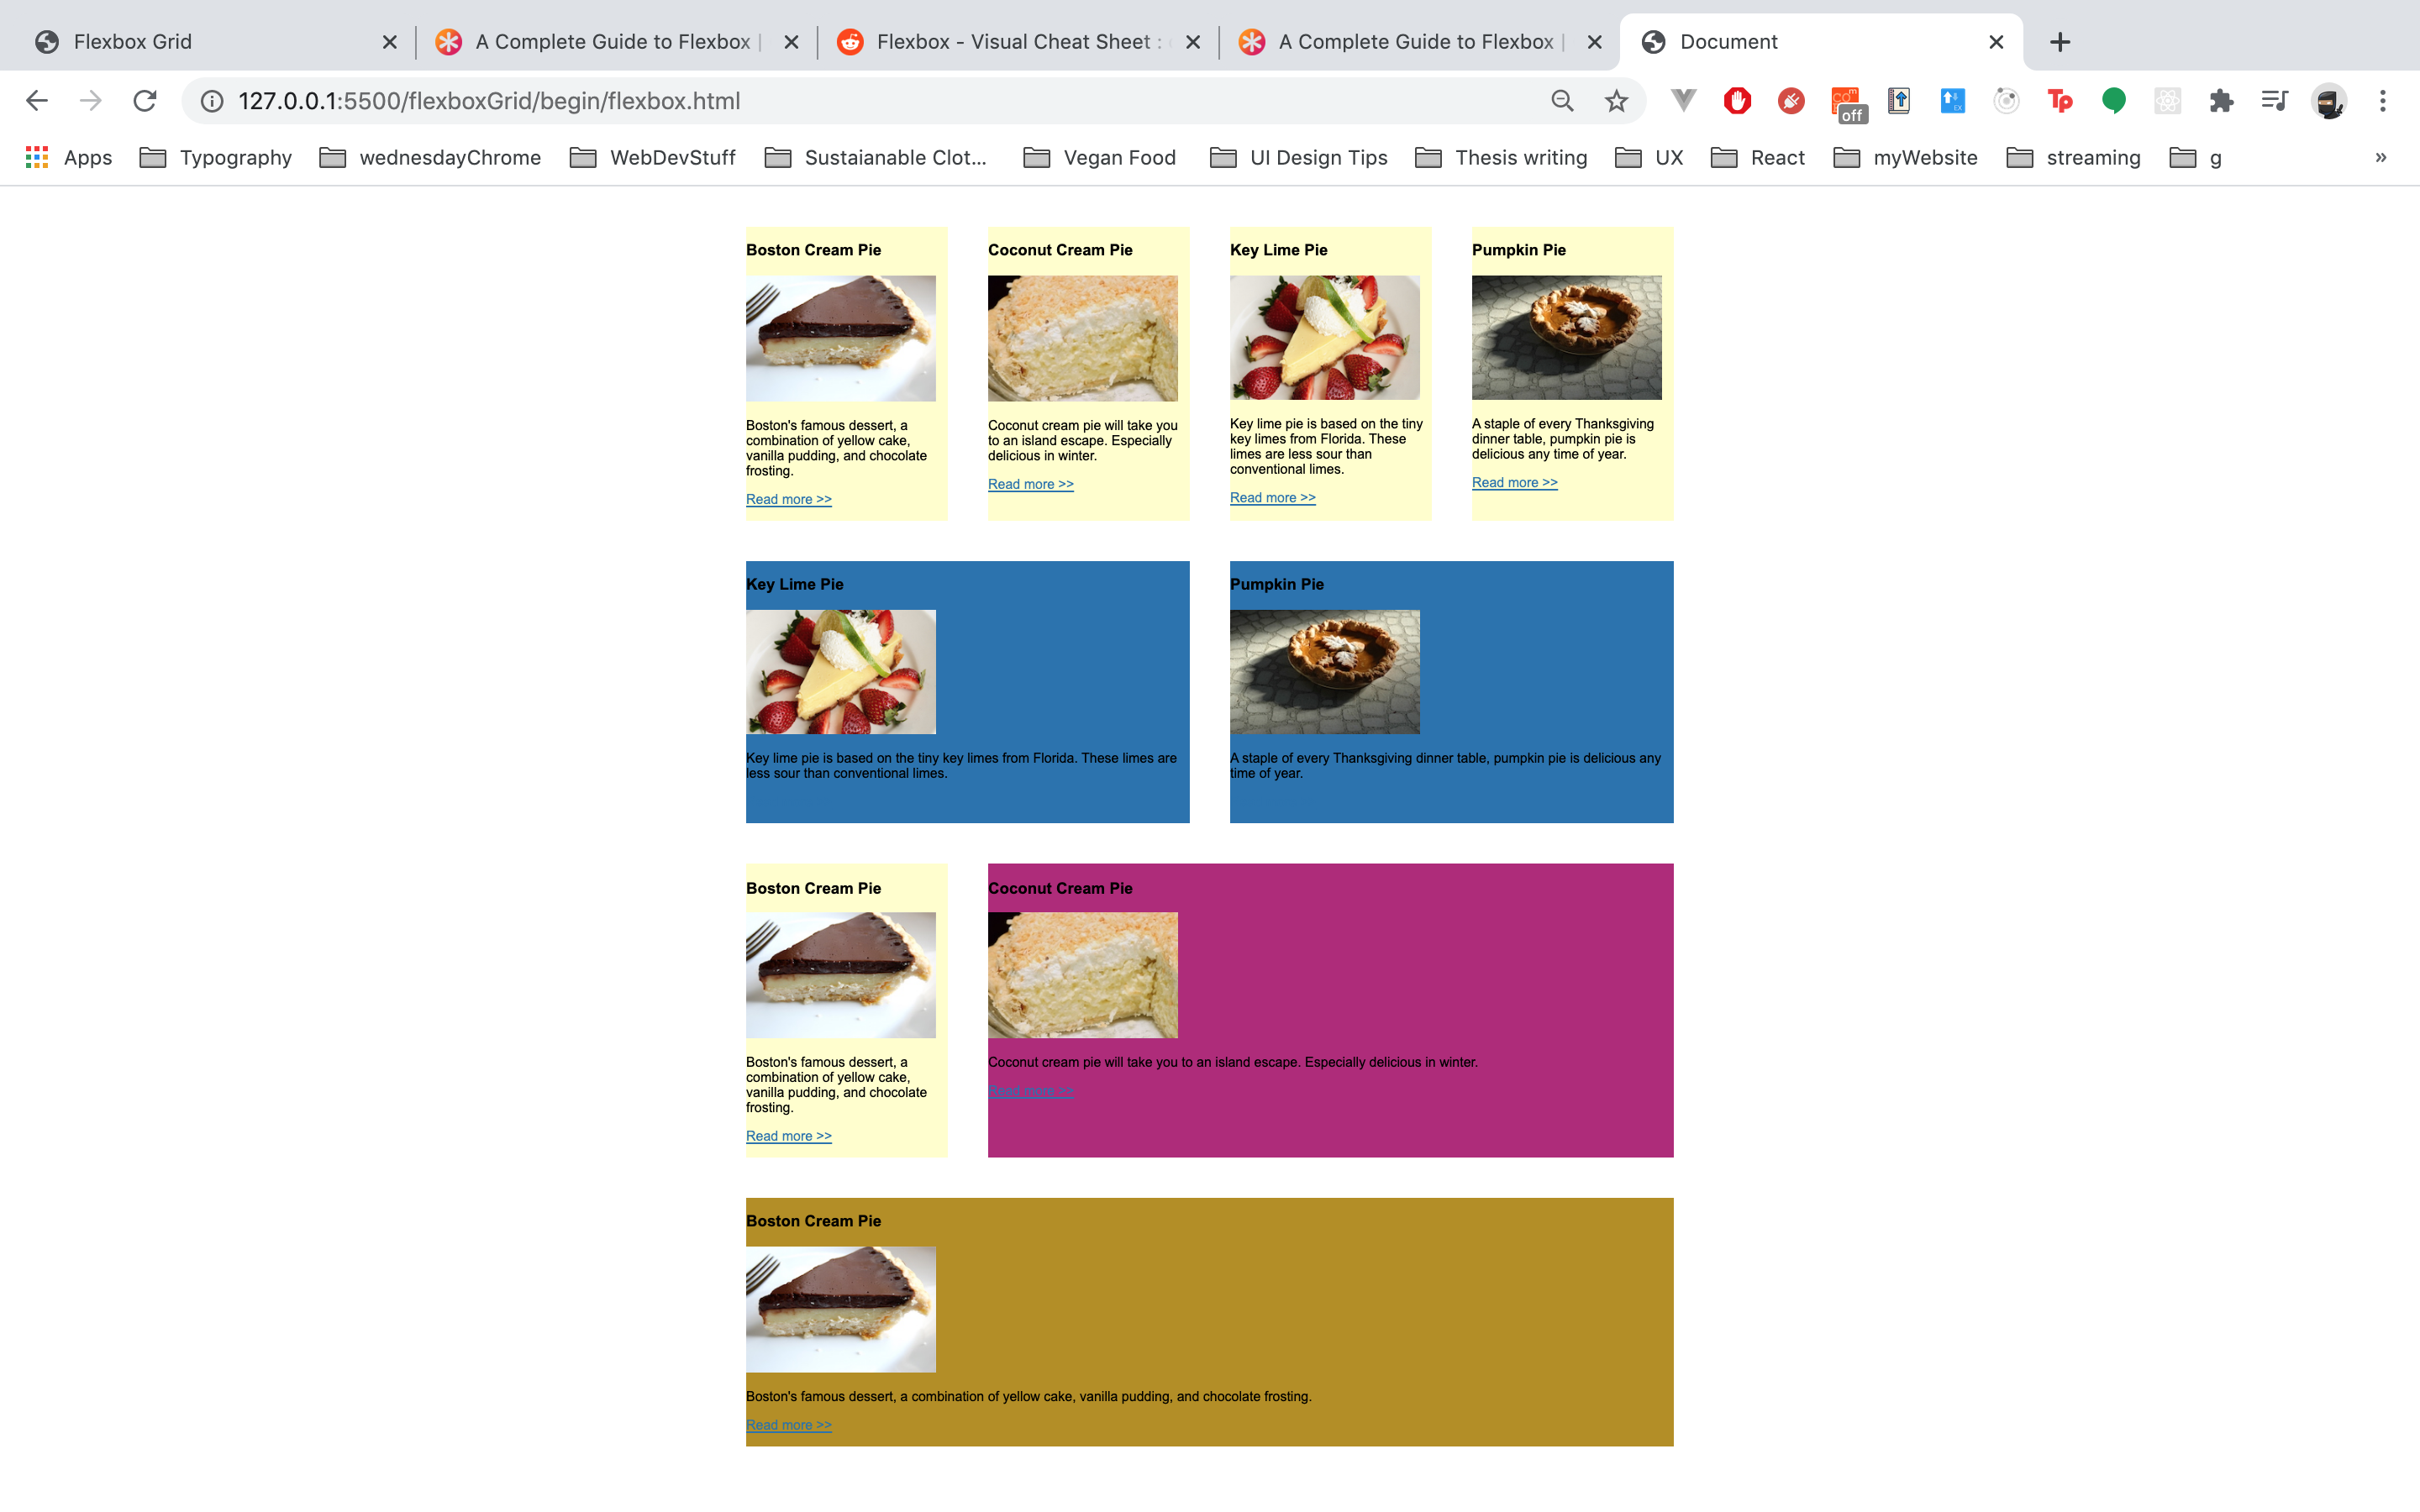 Flexbox Grid
A Complete Guide to Flexbox |
Flexbox - Visual Cheat Sheet :
A Complete Guide to Flexbox |
Document
127.0.0.1:5500/flexboxGrid/begin/flexbox.html
off
Tp
Apps
Typography
wednesdayChrome
WebDevStuff
Sustaianable Clot...
Vegan Food
UI Design Tips
Thesis writing
UX
React
myWebsite
streaming
g
»
Boston Cream Pie
Boston's famous dessert, a
combination of yellow cake,
vanilla pudding, and chocolate
frosting.
Read more >>
Coconut Cream Pie
Coconut cream pie will take you
to an island escape. Especially
delicious in winter.
Read more >>
Key Lime Pie
Key lime pie is based on the tiny
key limes from Florida. These
limes are less sour than
conventional limes.
Read more >>
Pumpkin Pie
A staple of every Thanksgiving
dinner table, pumpkin pie is
delicious any time of year.
Read more >>
Key Lime Pie
Key lime pie is based on the tiny key limes from Florida. These limes are
less sour than conventional limes.
Pumpkin Pie
A staple of every Thanksgiving dinner table, pumpkin pie is delicious any
time of year.
Boston Cream Pie
Boston's famous dessert, a
combination of yellow cake,
vanilla pudding, and chocolate
frosting.
Read more >>
Coconut Cream Pie
Coconut cream pie will take you to an island escape. Especially delicious in winter.
Read more >>
Boston Cream Pie
Boston's famous dessert, a combination of yellow cake, vanilla pudding, and chocolate frosting.
Read more >>